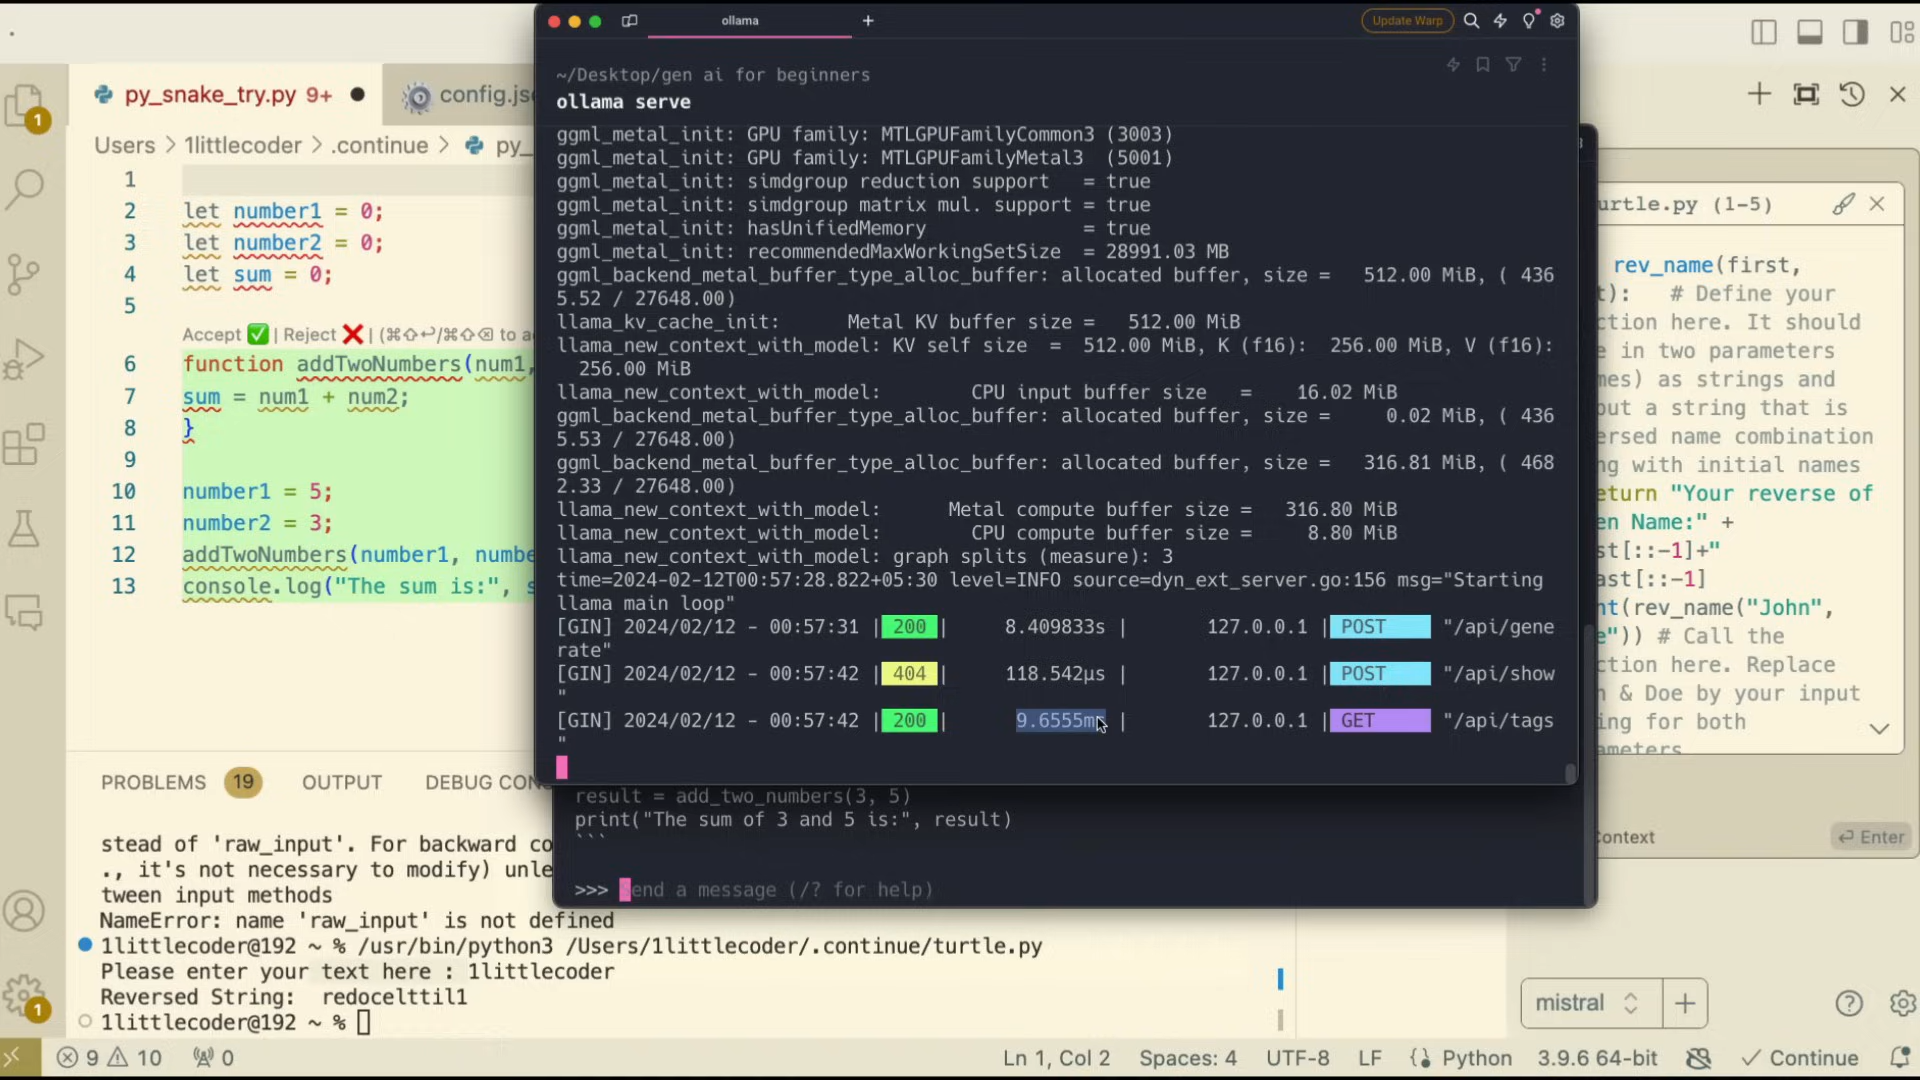 ollama
Update Warp
~/Desktop/gen ai for beginners
ollama serve
ggml_metal_init: GPU family: MTLGPUFamilyCommon3 (3003)
ggml_metal_init: GPU family: MTLGPUFamilyMetal3  (5001)
ggml_metal_init: simdgroup reduction support   = true
ggml_metal_init: simdgroup matrix mul. support = true
ggml_metal_init: hasUnifiedMemory              = true
ggml_metal_init: recommendedMaxWorkingSetSize  = 28991.03 MB
ggml_backend_metal_buffer_type_alloc_buffer: allocated buffer, size =   512.00 MiB, ( 436
5.52 / 27648.00)
llama_kv_cache_init:      Metal KV buffer size =   512.00 MiB
llama_new_context_with_model: KV self size  =  512.00 MiB, K (f16):  256.00 MiB, V (f16):
256.00 MiB
llama_new_context_with_model:        CPU input buffer size   =    16.02 MiB
ggml_backend_metal_buffer_type_alloc_buffer: allocated buffer, size =     0.02 MiB, ( 436
5.53 / 27648.00)
ggml_backend_metal_buffer_type_alloc_buffer: allocated buffer, size =   316.81 MiB, ( 468
2.33 / 27648.00)
llama_new_context_with_model:      Metal compute buffer size =   316.80 MiB
llama_new_context_with_model:        CPU compute buffer size =     8.80 MiB
llama_new_context_with_model: graph splits (measure): 3
time=2024-02-12T00:57:28.822+05:30 level=INFO source=dyn_ext_server.go:156 msg="Starting
llama main loop"
[GIN] 2024/02/12 - 00:57:31 | 200 |     8.409833s |       127.0.0.1 | POST     "/api/gene
rate"
[GIN] 2024/02/12 - 00:57:42 | 404 |     118.542µs |       127.0.0.1 | POST     "/api/show
"
[GIN] 2024/02/12 - 00:57:42 | 200 |      9.6555m |       127.0.0.1 | GET      "/api/tags
"
result = add_two_numbers(3, 5)
print("The sum of 3 and 5 is:", result)
```
>>> end a message (/? for help)
py_snake_try.py 9+ ●
config.js
Users > 1littlecoder > .continue > py_
1
2 let number1 = 0;
3 let number2 = 0;
4 let sum = 0;
5
Accept ✅ | Reject ❌ | (⌘⇧⏎/⌘⇧⌫ to a
6 function addTwoNumbers(num1,
7 sum = num1 + num2;
8 }
9
10 number1 = 5;
11 number2 = 3;
12 addTwoNumbers(number1, numbe
13 console.log("The sum is:", s
urtle.py (1-5)
rev_name(first,
t):   # Define your
ction here. It should
e in two parameters
mes) as strings and
put a string that is
ersed name combination
ng with initial names
eturn "Your reverse of
en Name:" +
st[::-1]+"
ast[::-1]
nt(rev_name("John",
e")) # Call the
ction here. Replace
n & Doe by your input
ing for both
ameters
Context
⏎ Enter
PROBLEMS 19 OUTPUT DEBUG CON
stead of 'raw_input'. For backward co
., it's not necessary to modify) unle
tween input methods
NameError: name 'raw_input' is not defined
1littlecoder@192 ~ % /usr/bin/python3 /Users/1littlecoder/.continue/turtle.py
Please enter your text here : 1littlecoder
Reversed String:  redocelttil1
1littlecoder@192 ~ %
mistral
1
1
9 10 0
Ln 1, Col 2 Spaces: 4 UTF-8 LF {} Python 3.9.6 64-bit ✓ Continue